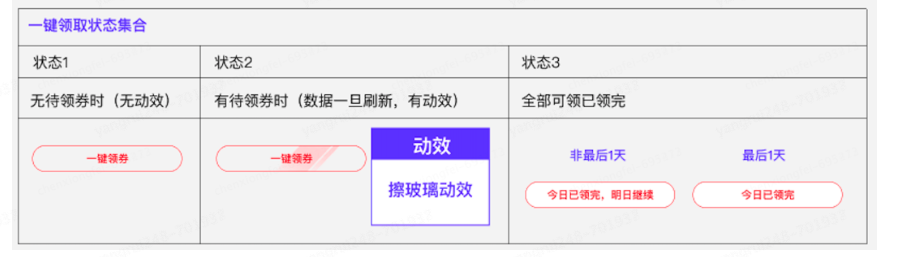 一键领取状态集合
状态1
状态2
状态3
无待领券时（无动效）
有待领券时（数据一旦刷新，有动效）
全部可领已领完
一键领券
一键领券
动效
擦玻璃动效
非最后1天
最后1天
今日已领完，明日继续
今日已领完